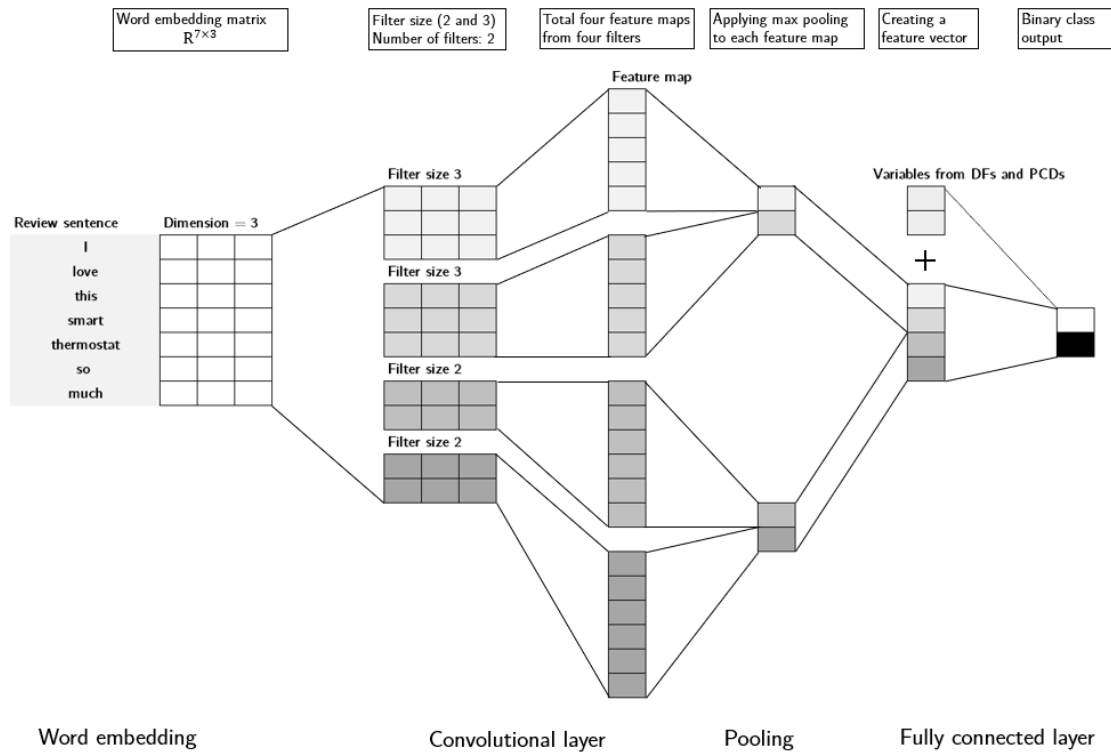 Word embedding matrix
ℝ^{7×3}
Filter size (2 and 3)
Number of filters: 2
Total four feature maps
from four filters
Applying max pooling
to each feature map
Creating a
feature vector
Binary class
output
Feature map
Filter size 3
Variables from DFs and PCDs
Review sentence
Dimension = 3
I
love
this
smart
thermostat
so
much
Filter size 3
+
Filter size 2
Filter size 2
Word embedding
Convolutional layer
Pooling
Fully connected layer